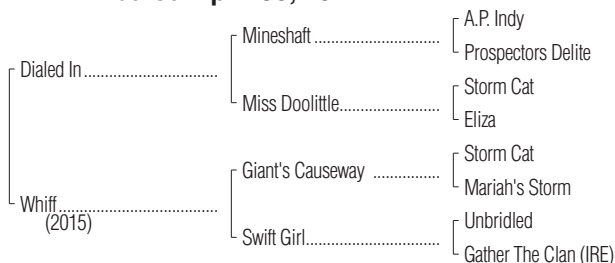 A.P. Indy
Mineshaft
Prospectors Delite
Dialed In
Storm Cat
Miss Doolittle
Eliza
Storm Cat
Giant's Causeway
Mariah's Storm
Whiff
(2015)
Unbridled
Swift Girl
Gather The Clan (IRE)